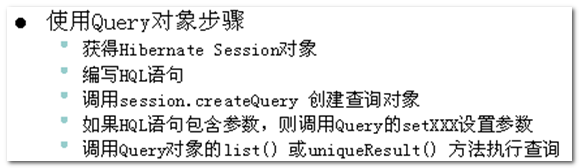 使用Query对象步骤
获得Hibernate Session对象
编写HQL语句
调用session.createQuery 创建查询对象
如果HQL语句包含参数，则调用Query的setXXX设置参数
调用Query对象的list() 或uniqueResult() 方法执行查询